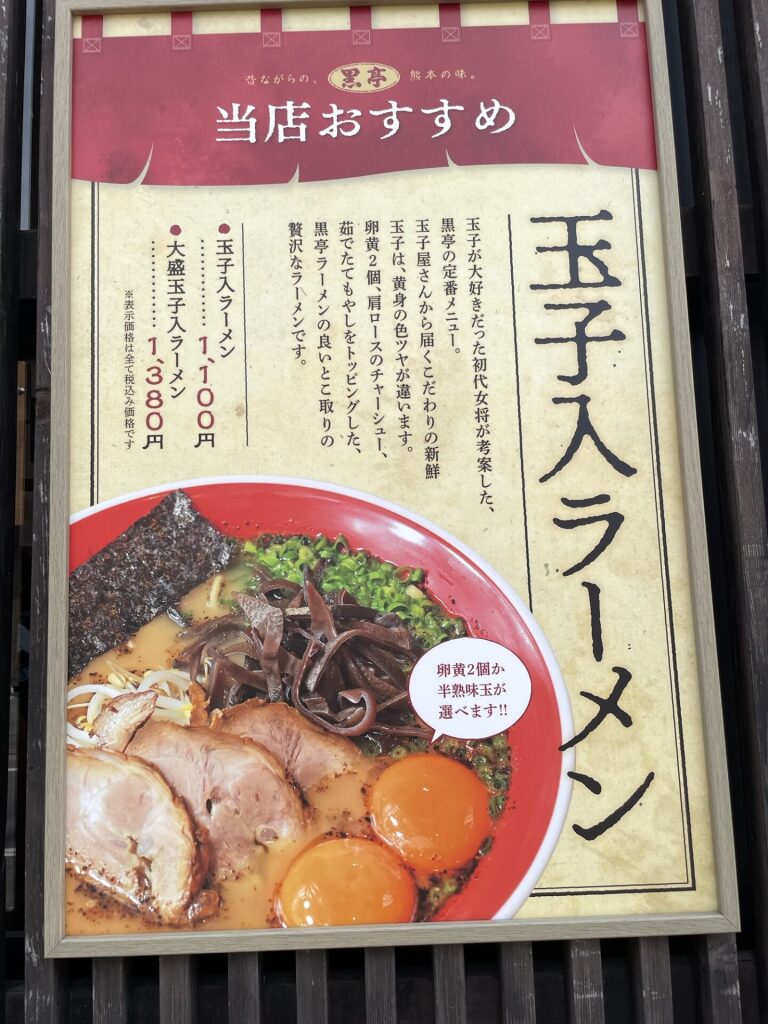 昔ながらの、 黒亭 熊本の味。
当店おすすめ
玉子入ラーメン
玉子が大好きだった初代女将が考案した、
黒亭の定番メニュー。
玉子屋さんから届くこだわりの新鮮
玉子は、黄身の色ツヤが違います。
卵黄2個、肩ロースのチャーシュー、
茹でたてもやしをトッピングした、
黒亭ラーメンの良いとこ取りの
贅沢なラーメンです。
●玉子入ラーメン
…………1,100円
●大盛玉子入ラーメン
…………1,380円
※表示価格は全て税込み価格です
卵黄2個か
半熟味玉が
選べます!!